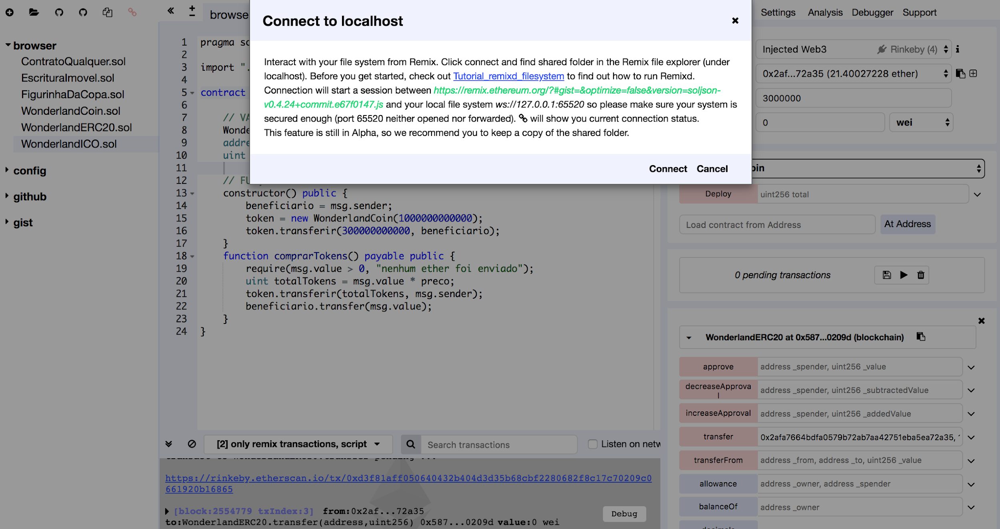 browse
Settings Analysis Debugger Support
Connect to localhost
Interact with your file system from Remix. Click connect and find shared folder in the Remix file explorer (under
localhost). Before you get started, check out Tutorial_remixd_filesystem to find out how to run Remixd.
Connection will start a session between https://remix.ethereum.org/?#gist=&optimize=false&version=soljson-
v0.4.24+commit.e67f0147.js and your local file system ws://127.0.0.1:65520 so please make sure your system is
secured enough (port 65520 neither opened nor forwarded). will show you current connection status.
This feature is still in Alpha, so we recommend you to keep a copy of the shared folder.
Connect Cancel
browser
ContratoQualquer.sol
EscrituraImovel.sol
FigurinhaDaCopa.sol
WonderlandCoin.sol
WonderlandERC20.sol
WonderlandICO.sol
config
github
gist
1 pragma so
2
3 import ".
4
5 contract
6
7 // VA
8 Wonde
9 addre
10 uint
11
12 // FU
13 constructor() public {
14 beneficiario = msg.sender;
15 token = new WonderlandCoin(1000000000000);
16 token.transferir(300000000000, beneficiario);
17 }
18 function comprarTokens() payable public {
19 require(msg.value > 0, "nenhum ether foi enviado");
20 uint totalTokens = msg.value * preco;
21 token.transferir(totalTokens, msg.sender);
22 beneficiario.transfer(msg.value);
23 }
24 }
[2] only remix transactions, script
Search transactions
Listen on netw
https://rinkeby.etherscan.io/tx/0xd3f81aff050640432b404d3d35b68cbf2280682f8c17c70209c0
661920b16865
[block:2554779 txIndex:3] from:0x2af...72a35
to:WonderlandERC20.transfer(address,uint256) 0x587...0209d value:0 wei
Debug
Injected Web3 Rinkeby (4)
0x2af...72a35 (21.40027228 ether)
3000000
0 wei
oin
Deploy uint256 total
Load contract from Address At Address
0 pending transactions
WonderlandERC20 at 0x587...0209d (blockchain)
approve address _spender, uint256 _value
decreaseApprova
l
address _spender, uint256 _subtractedValue
increaseApproval address _spender, uint256 _addedValue
transfer 0x2afa7664bdfa0579b72ab7aa42751eba5ea72a35,
transferFrom address _from, address _to, uint256 _value
allowance address _owner, address _spender
balanceOf address _owner